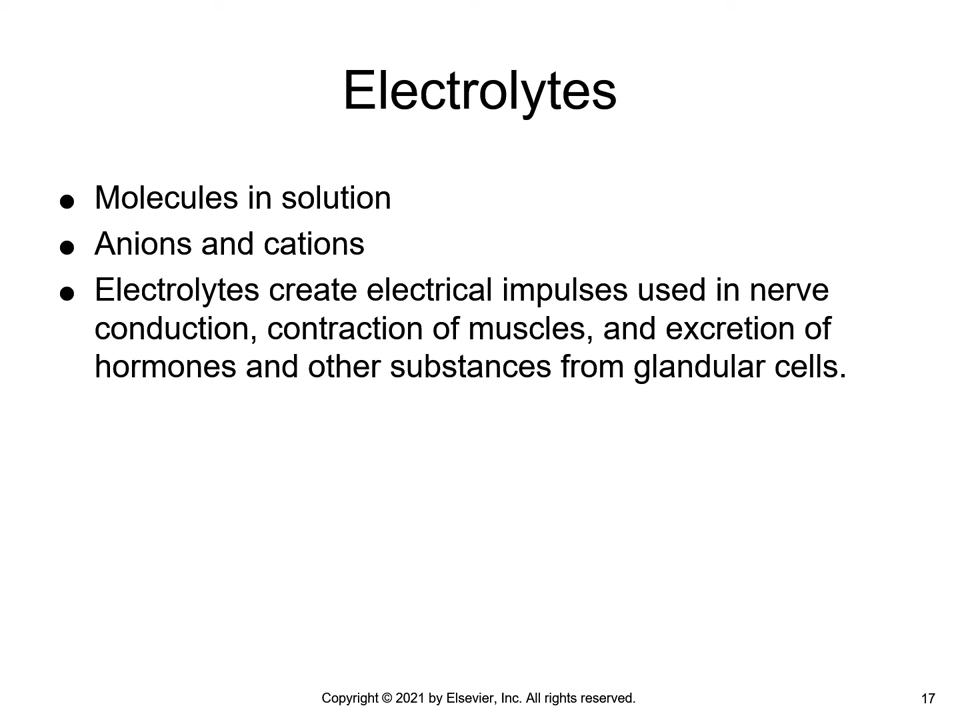 Electrolytes
● Molecules in solution
● Anions and cations
● Electrolytes create electrical impulses used in nerve
conduction, contraction of muscles, and excretion of
hormones and other substances from glandular cells.
Copyright © 2021 by Elsevier, Inc. All rights reserved.
17